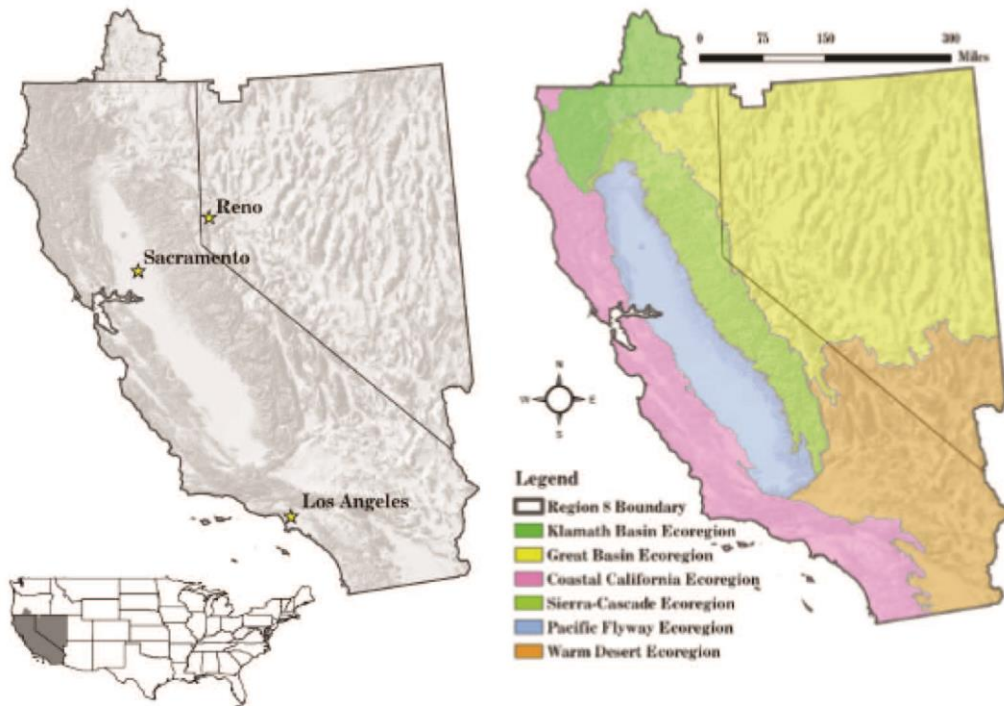 Reno
Sacramento
Los Angeles
0 75 150 300
Miles
N
W E
S
Legend
Region 8 Boundary
Klamath Basin Ecoregion
Great Basin Ecoregion
Coastal California Ecoregion
Sierra-Cascade Ecoregion
Pacific Flyway Ecoregion
Warm Desert Ecoregion